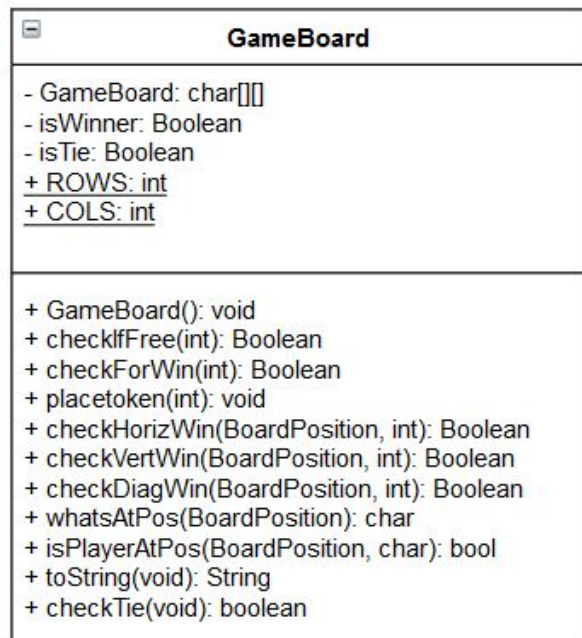 GameBoard
- GameBoard: char[][]
- isWinner: Boolean
- isTie: Boolean
+ ROWS: int
+ COLS: int
+ GameBoard(): void
+ checkIfFree(int): Boolean
+ checkForWin(int): Boolean
+ placetoken(int): void
+ checkHorizWin(BoardPosition, int): Boolean
+ checkVertWin(BoardPosition, int): Boolean
+ checkDiagWin(BoardPosition, int): Boolean
+ whatsAtPos(BoardPosition): char
+ isPlayerAtPos(BoardPosition, char): bool
+ toString(void): String
+ checkTie(void): boolean